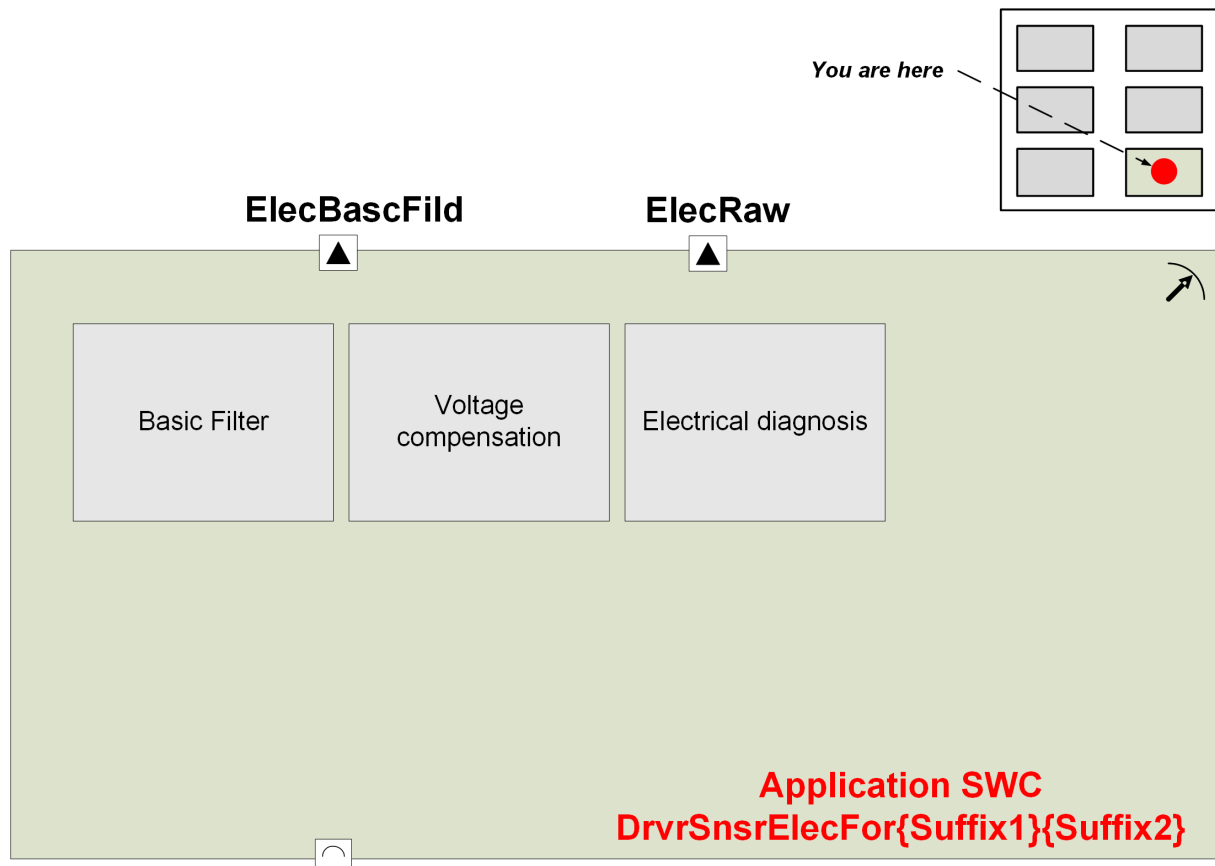 You are here
ElecBascFild
ElecRaw
Basic Filter
Voltage
compensation
Electrical diagnosis
Application SWC
DrvrSnsrElecFor{Suffix1}{Suffix2}